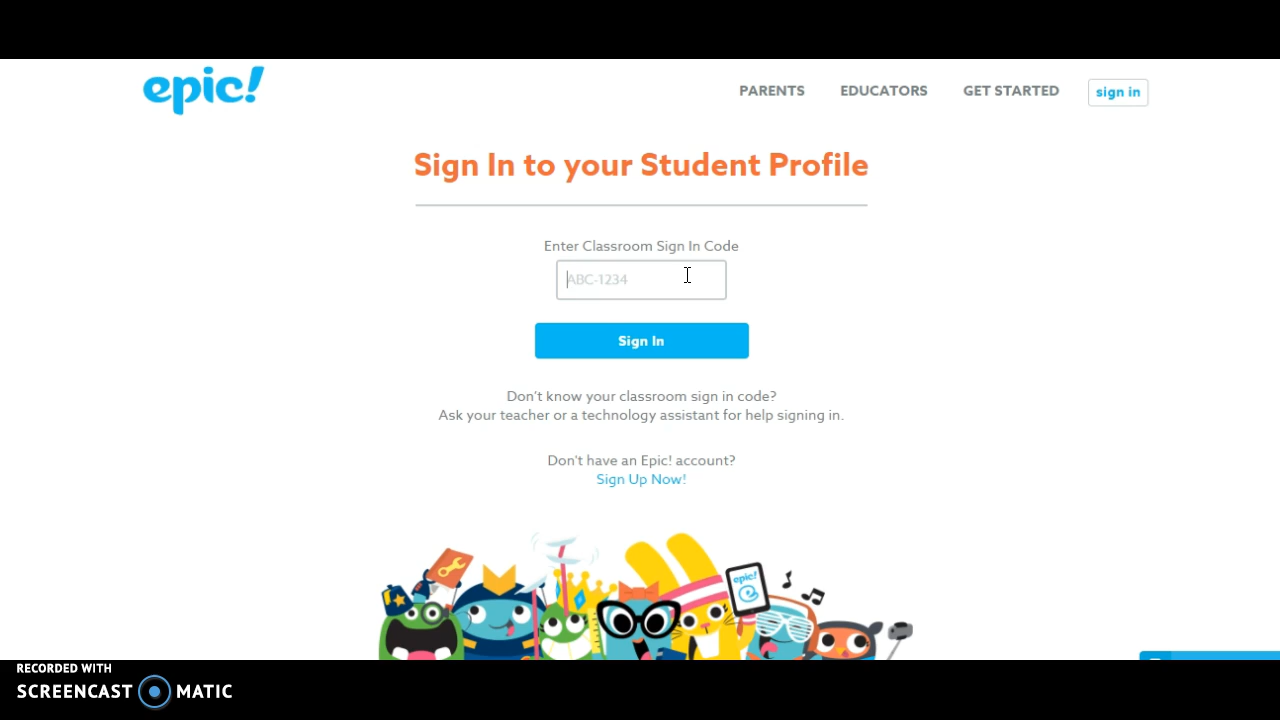 epic!
PARENTS EDUCATORS GET STARTED sign in
Sign In to your Student Profile
Enter Classroom Sign In Code
ABC-1234
Sign In
Don't know your classroom sign in code?
Ask your teacher or a technology assistant for help signing in.
Don't have an Epic! account?
Sign Up Now!
epic!
RECORDED WITH
SCREENCAST MATIC